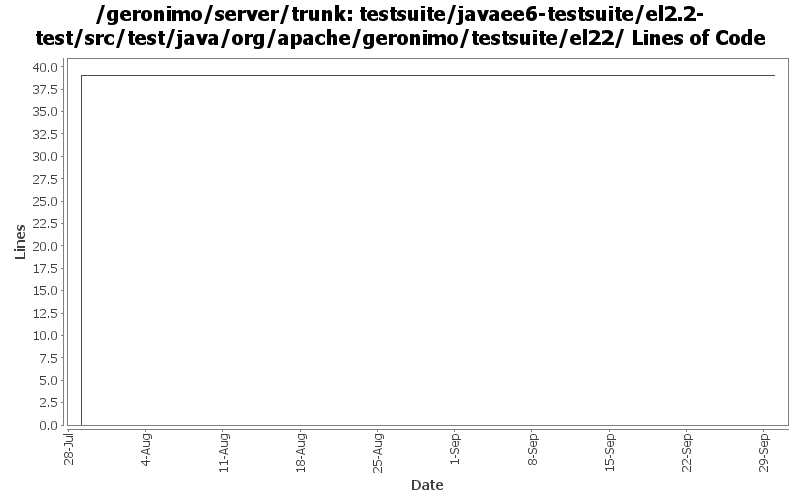 /geronimo/server/trunk: testsuite/javaee6-testsuite/el2.2-
test/src/test/java/org/apache/geronimo/testsuite/el22/ Lines of Code
40.0
37.5
35.0
32.5
30.0
27.5
25.0
22.5
20.0
17.5
15.0
12.5
10.0
7.5
5.0
2.5
0.0
Lines
28-Jul
4-Aug
11-Aug
18-Aug
25-Aug
1-Sep
8-Sep
15-Sep
22-Sep
29-Sep
Date